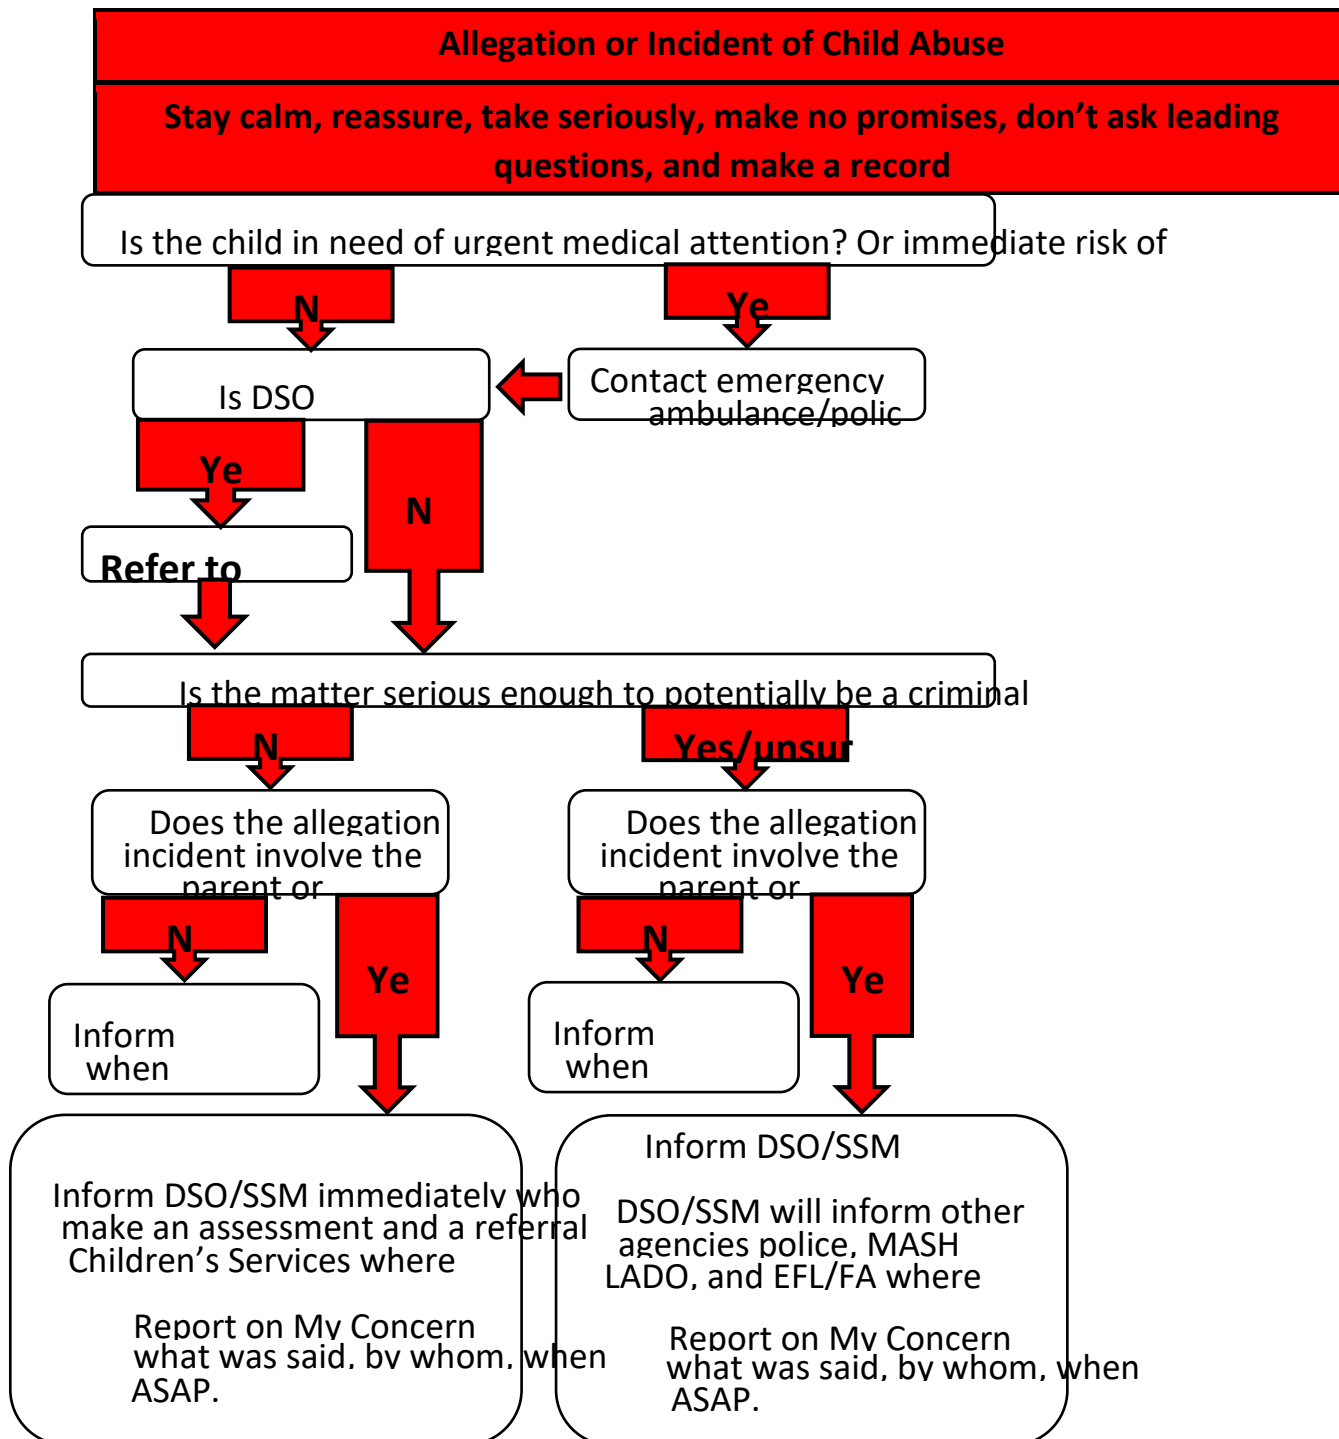 Allegation or Incident of Child Abuse
Stay calm, reassure, take seriously, make no promises, don’t ask leading
questions, and make a record
Is the child in need of urgent medical attention? Or immediate risk of
N
Ye
Is DSO
Contact emergency
ambulance/polic
Ye
N
Refer to
Is the matter serious enough to potentially be a criminal
N
Yes/unsur
Does the allegation
incident involve the
parent or
Does the allegation
incident involve the
parent or
N
Ye
N
Ye
Inform
when
Inform
when
Inform DSO/SSM immediately who
make an assessment and a referral
Children’s Services where
Report on My Concern
what was said, by whom, when
ASAP.
Inform DSO/SSM
DSO/SSM will inform other
agencies police, MASH
LADO, and EFL/FA where
Report on My Concern
what was said, by whom, when
ASAP.